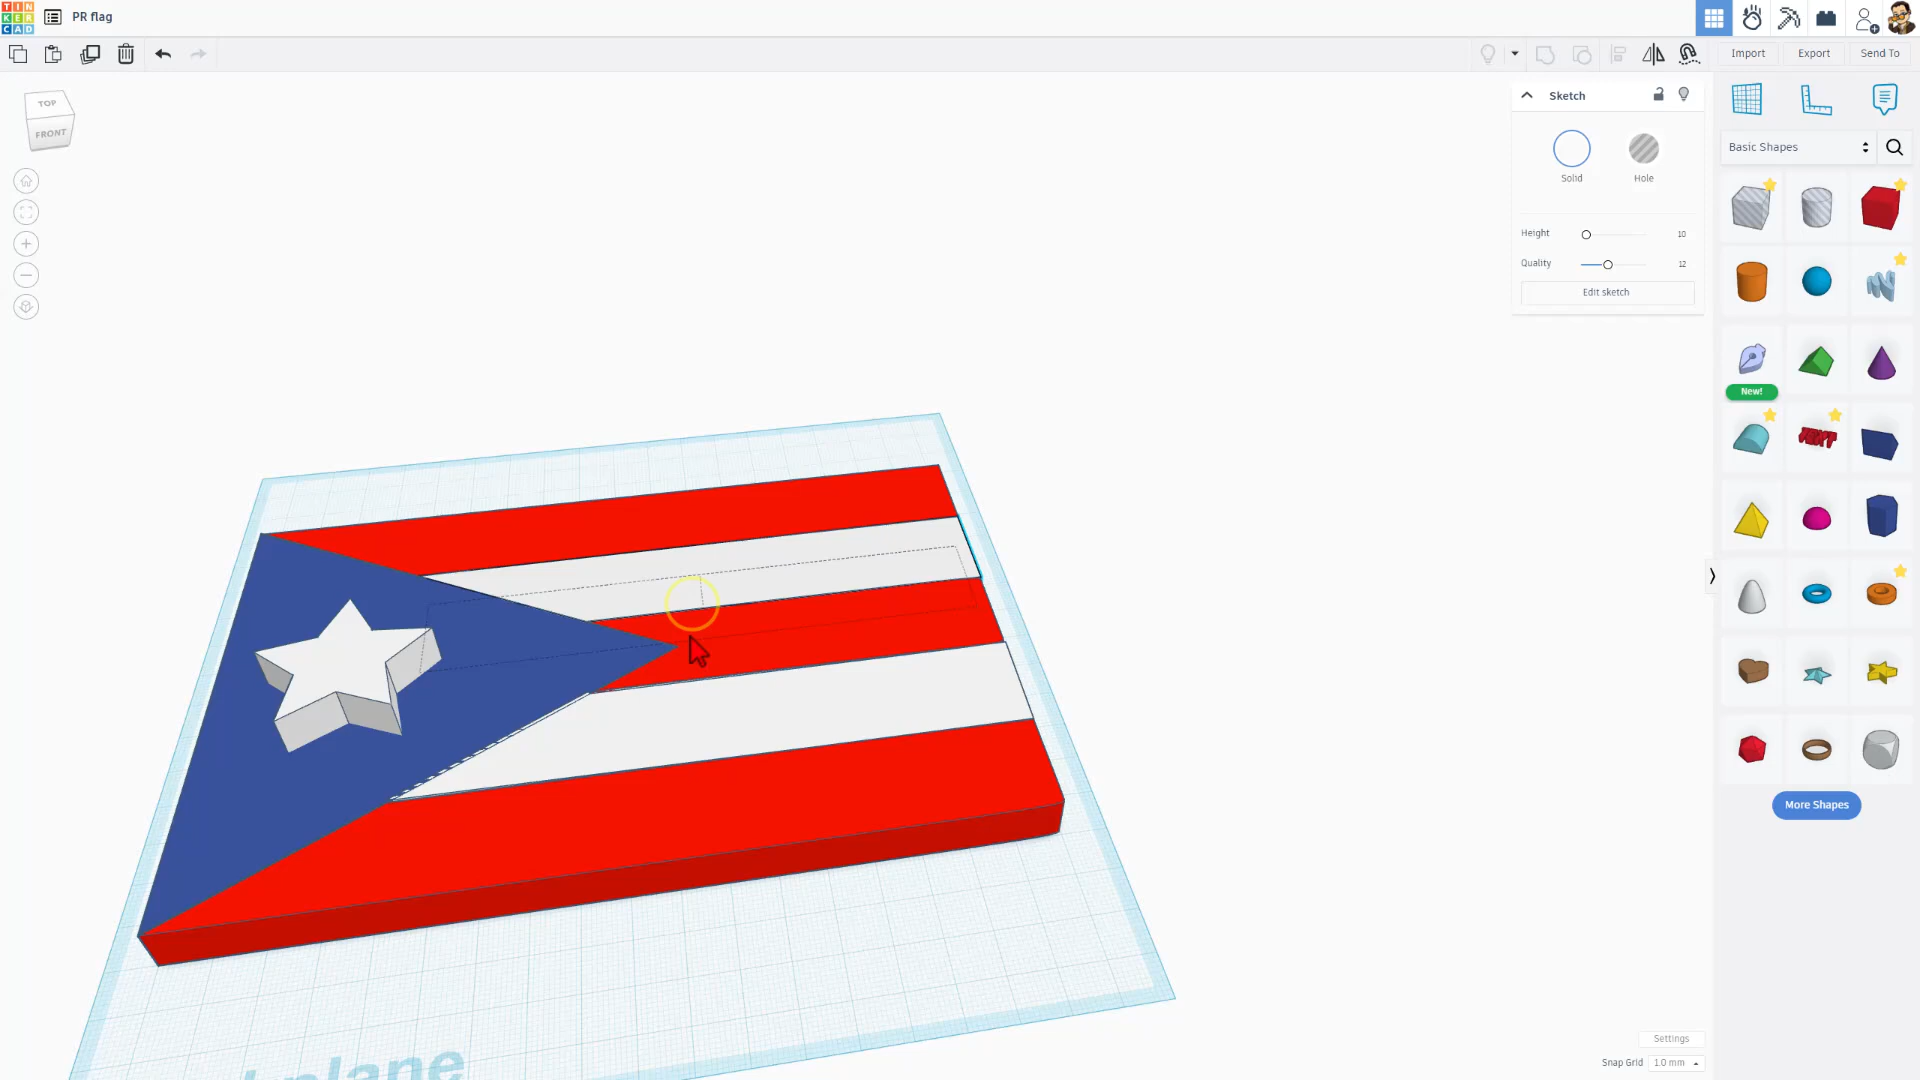 TIN
KER
CAD
PR flag
Import
Export
Send To
TOP
FRONT
Sketch
Solid
Hole
Height
10
Quality
12
Edit sketch
Basic Shapes
New!
TEXT
More Shapes
Settings
Snap Grid
1.0 mm